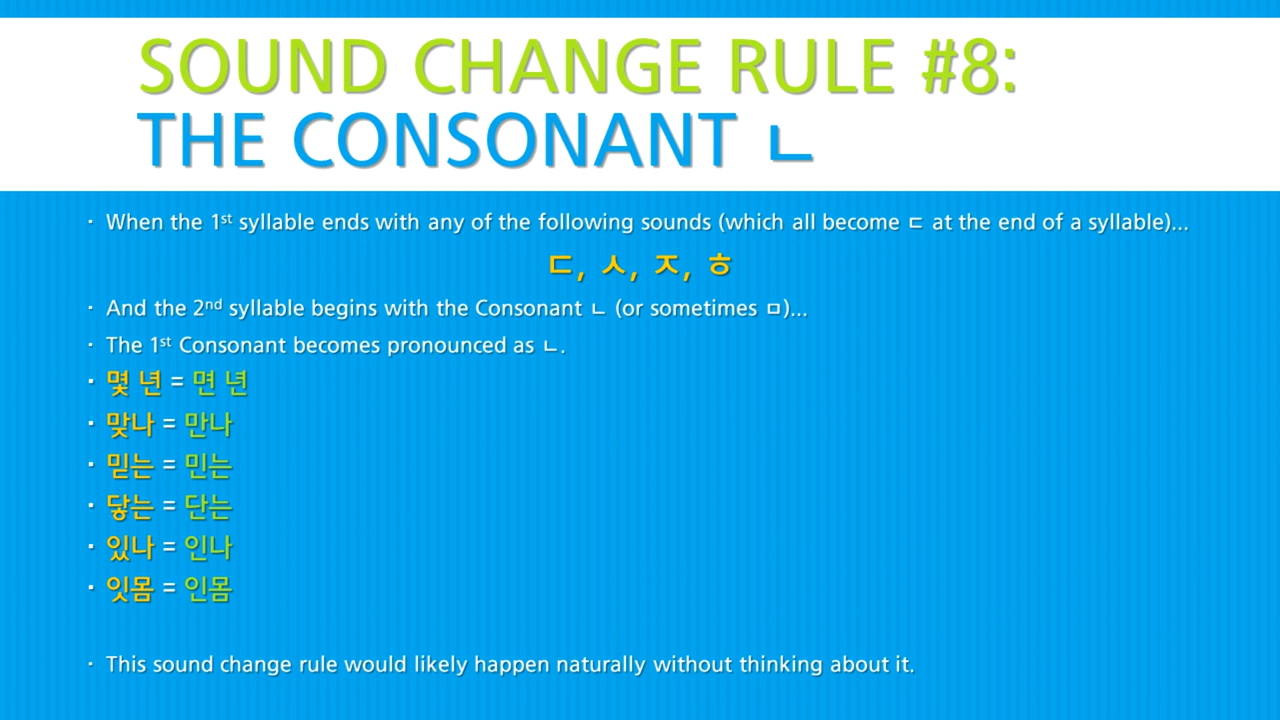 SOUND CHANGE RULE #8:
THE CONSONANT ㄴ
· When the 1st syllable ends with any of the following sounds (which all become ㄷ at the end of a syllable)...
ㄷ, ㅅ, ㅈ, ㅎ
· And the 2nd syllable begins with the Consonant ㄴ (or sometimes ㅁ)...
· The 1st Consonant becomes pronounced as ㄴ.
· 몇 년 = 면 년
· 맞나 = 만나
· 믿는 = 민는
· 닿는 = 단는
· 있나 = 인나
· 잇몸 = 인몸
· This sound change rule would likely happen naturally without thinking about it.